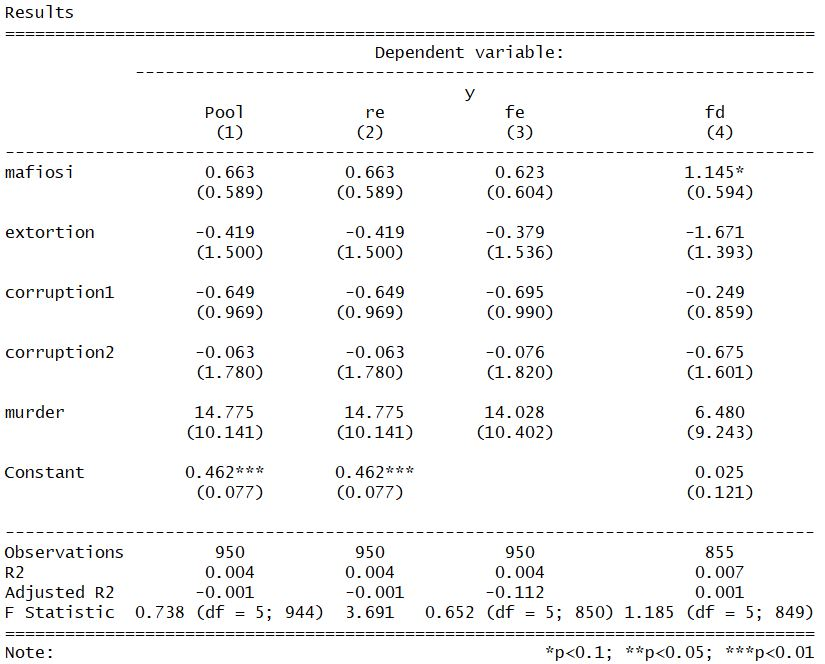 Results
==========================================================================
Dependent variable:
--------------------------------------------------------------
y
Pool re fe fd
(1) (2) (3) (4)
--------------------------------------------------------------------------
mafiosi 0.663 0.663 0.623 1.145*
(0.589) (0.589) (0.604) (0.594)
extortion -0.419 -0.419 -0.379 -1.671
(1.500) (1.500) (1.536) (1.393)
corruption1 -0.649 -0.649 -0.695 -0.249
(0.969) (0.969) (0.990) (0.859)
corruption2 -0.063 -0.063 -0.076 -0.675
(1.780) (1.780) (1.820) (1.601)
murder 14.775 14.775 14.028 6.480
(10.141) (10.141) (10.402) (9.243)
Constant 0.462*** 0.462*** 0.025
(0.077) (0.077) (0.121)
--------------------------------------------------------------------------
Observations 950 950 950 855
R2 0.004 0.004 0.004 0.007
Adjusted R2 -0.001 -0.001 -0.112 0.001
F Statistic 0.738 (df = 5; 944) 3.691 0.652 (df = 5; 850) 1.185 (df = 5; 849)
==========================================================================
Note: *p<0.1; **p<0.05; ***p<0.01